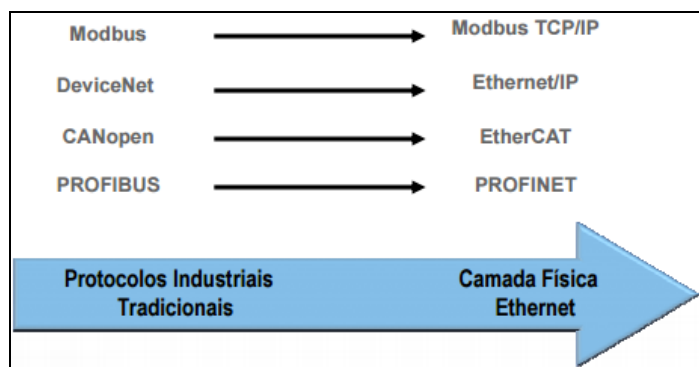 Modbus Modbus TCP/IP
DeviceNet Ethernet/IP
CANopen EtherCAT
PROFIBUS PROFINET
Protocolos Industriais Camada Física
Tradicionais Ethernet